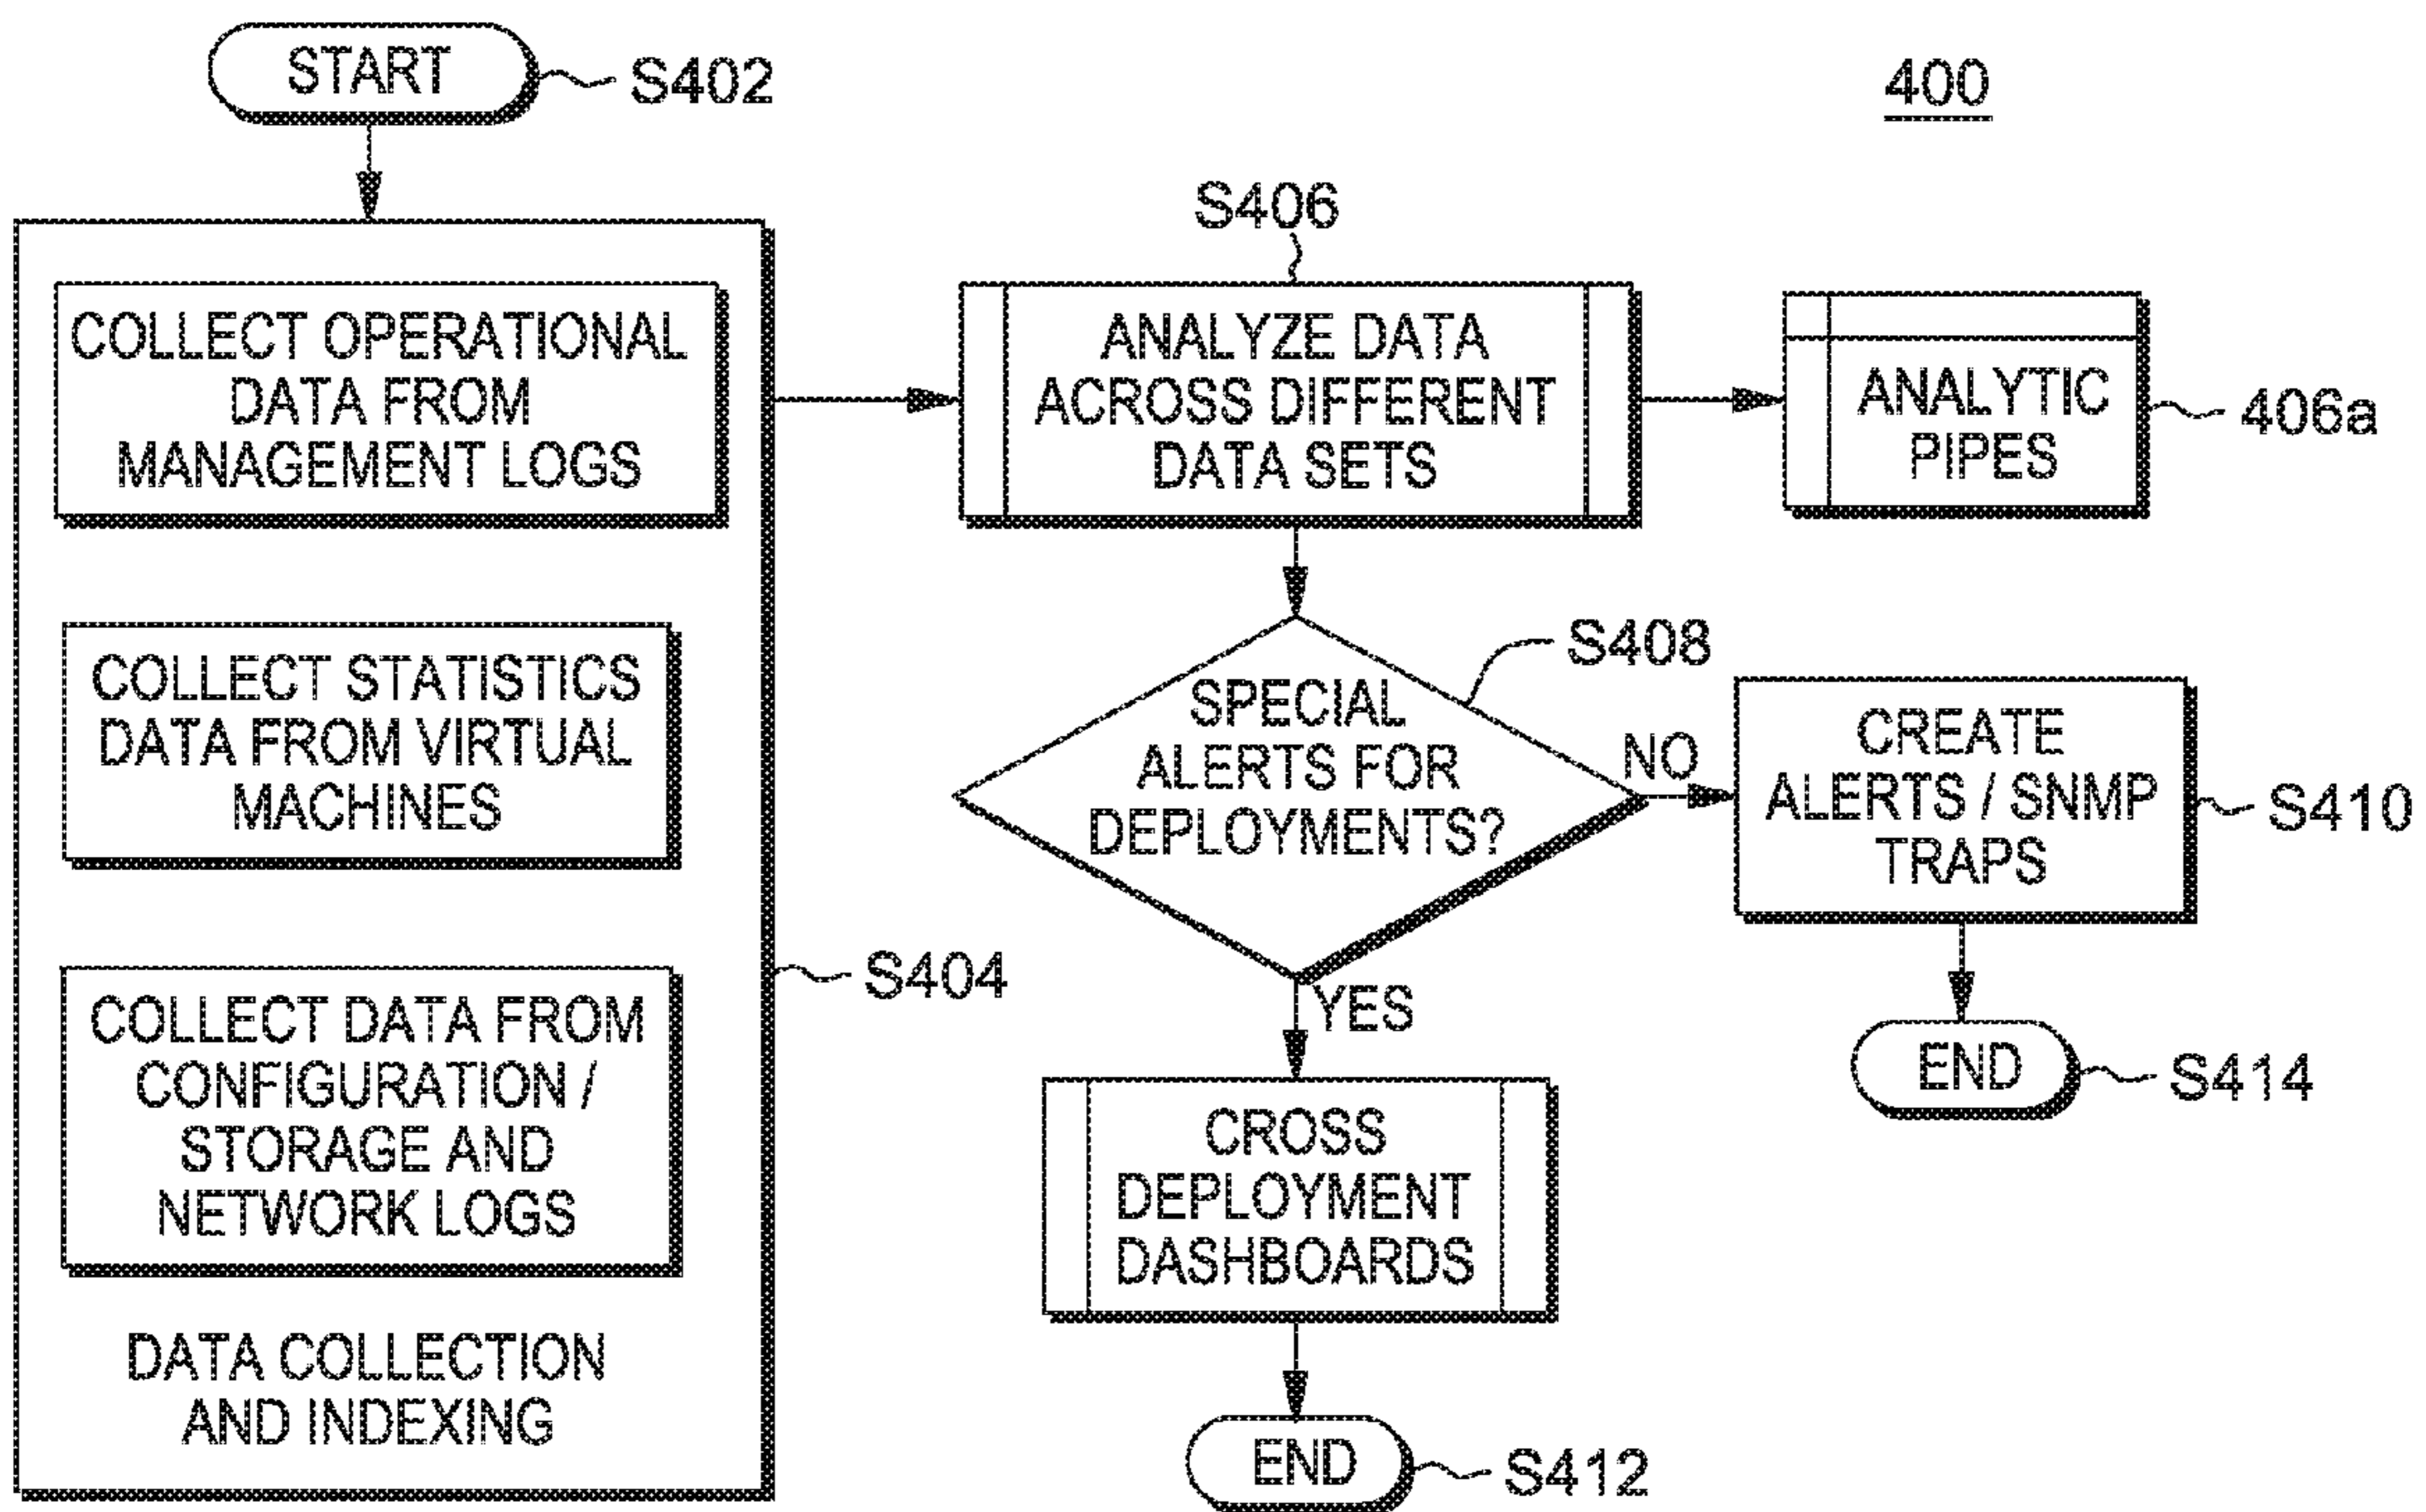 START
S402
400
COLLECT OPERATIONAL
DATA FROM
MANAGEMENT LOGS
COLLECT STATISTICS
DATA FROM VIRTUAL
MACHINES
COLLECT DATA FROM
CONFIGURATION /
STORAGE AND
NETWORK LOGS
DATA COLLECTION
AND INDEXING
S404
S406
ANALYZE DATA
ACROSS DIFFERENT
DATA SETS
ANALYTIC
PIPES
406a
SPECIAL
ALERTS FOR
DEPLOYMENTS?
S408
NO
CREATE
ALERTS / SNMP
TRAPS
S410
END
S414
YES
CROSS
DEPLOYMENT
DASHBOARDS
END
S412